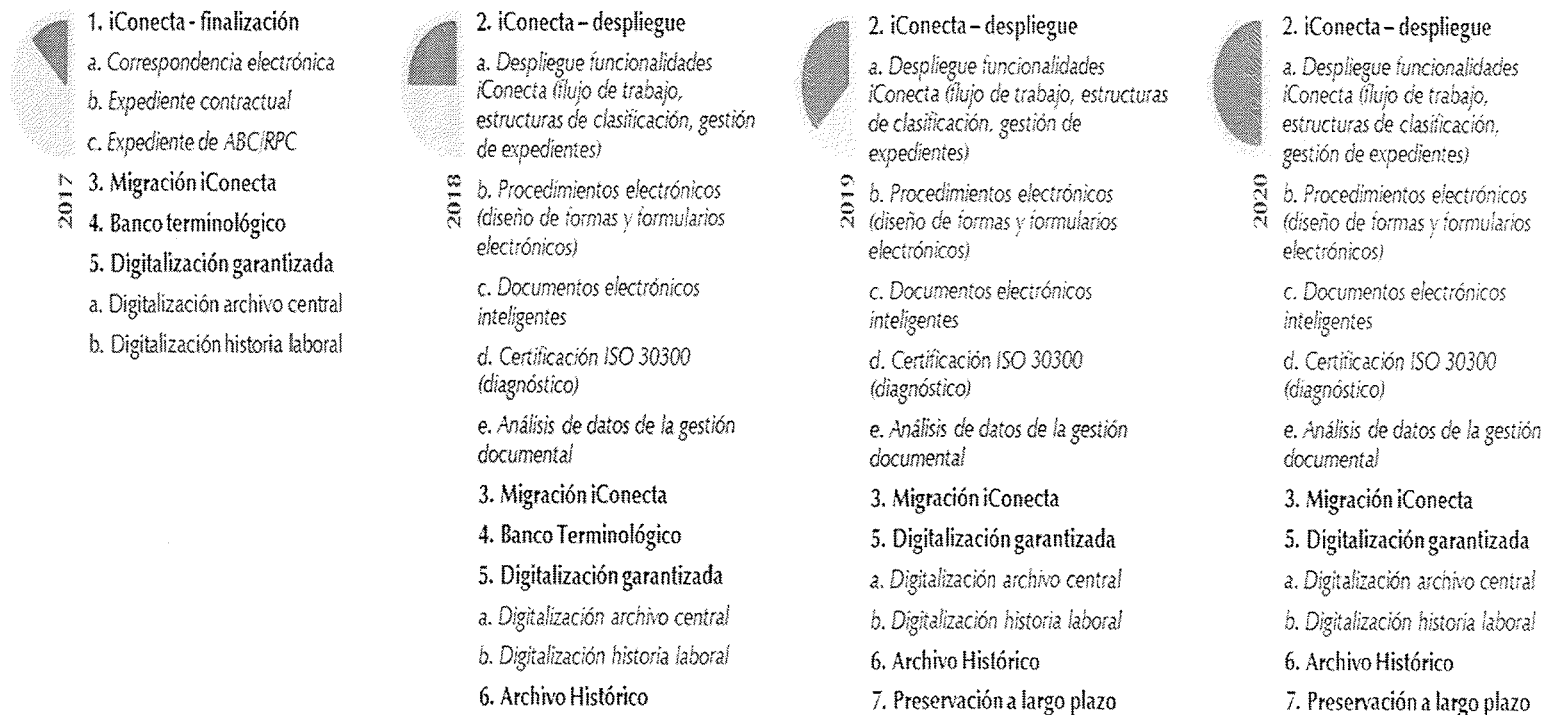 2017
1. iConecta - finalización
a. Correspondencia electrónica
b. Expediente contractual
c. Expediente de ABC/RPC
3. Migración iConecta
4. Banco terminológico
5. Digitalización garantizada
a. Digitalización archivo central
b. Digitalización historia laboral
2018
2. iConecta – despliegue
a. Despliegue funcionalidades
iConecta (flujo de trabajo,
estructuras de clasificación, gestión
de expedientes)
b. Procedimientos electrónicos
(diseño de formas y formularios
electrónicos)
c. Documentos electrónicos
inteligentes
d. Certificación ISO 30300
(diagnóstico)
e. Análisis de datos de la gestión
documental
3. Migración iConecta
4. Banco Terminológico
5. Digitalización garantizada
a. Digitalización archivo central
b. Digitalización historia laboral
6. Archivo Histórico
2019
2. iConecta – despliegue
a. Despliegue funcionalidades
iConecta (flujo de trabajo, estructuras
de clasificación, gestión de
expedientes)
b. Procedimientos electrónicos
(diseño de formas y formularios
electrónicos)
c. Documentos electrónicos
inteligentes
d. Certificación ISO 30300
(diagnóstico)
e. Análisis de datos de la gestión
documental
3. Migración iConecta
5. Digitalización garantizada
a. Digitalización archivo central
b. Digitalización historia laboral
6. Archivo Histórico
7. Preservación a largo plazo
2020
2. iConecta – despliegue
a. Despliegue funcionalidades
iConecta (flujo de trabajo,
estructuras de clasificación,
gestión de expedientes)
b. Procedimientos electrónicos
(diseño de formas y formularios
electrónicos)
c. Documentos electrónicos
inteligentes
d. Certificación ISO 30300
(diagnóstico)
e. Análisis de datos de la gestión
documental
3. Migración iConecta
5. Digitalización garantizada
a. Digitalización archivo central
b. Digitalización historia laboral
6. Archivo Histórico
7. Preservación a largo plazo